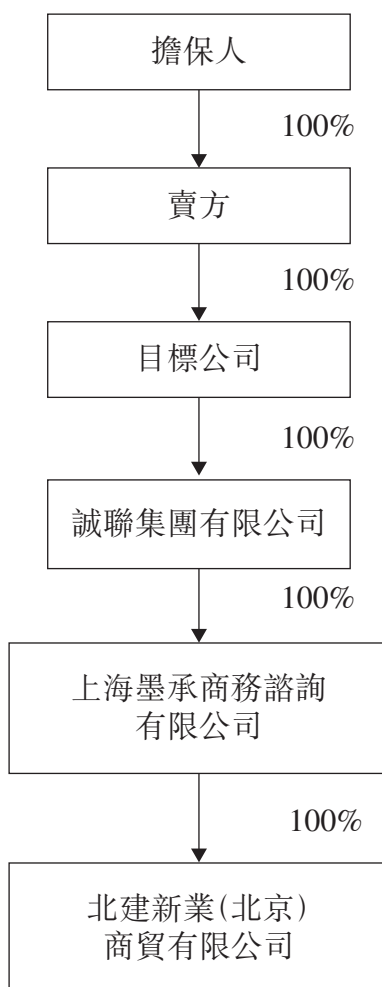 擔保人
100%
賣方
100%
目標公司
100%
誠聯集團有限公司
100%
上海墨承商務諮詢
有限公司
100%
北建新業(北京)
商貿有限公司